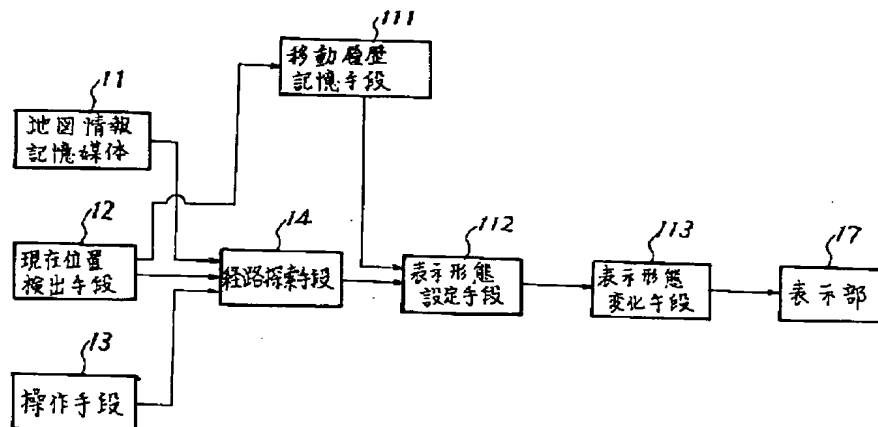 111
移動履歴
記憶手段
11
地図情報
記憶媒体
12
現在位置
検出手段
14
経路探索手段
112
表示形態
設定手段
113
表示形態
変化手段
17
表示部
13
操作手段